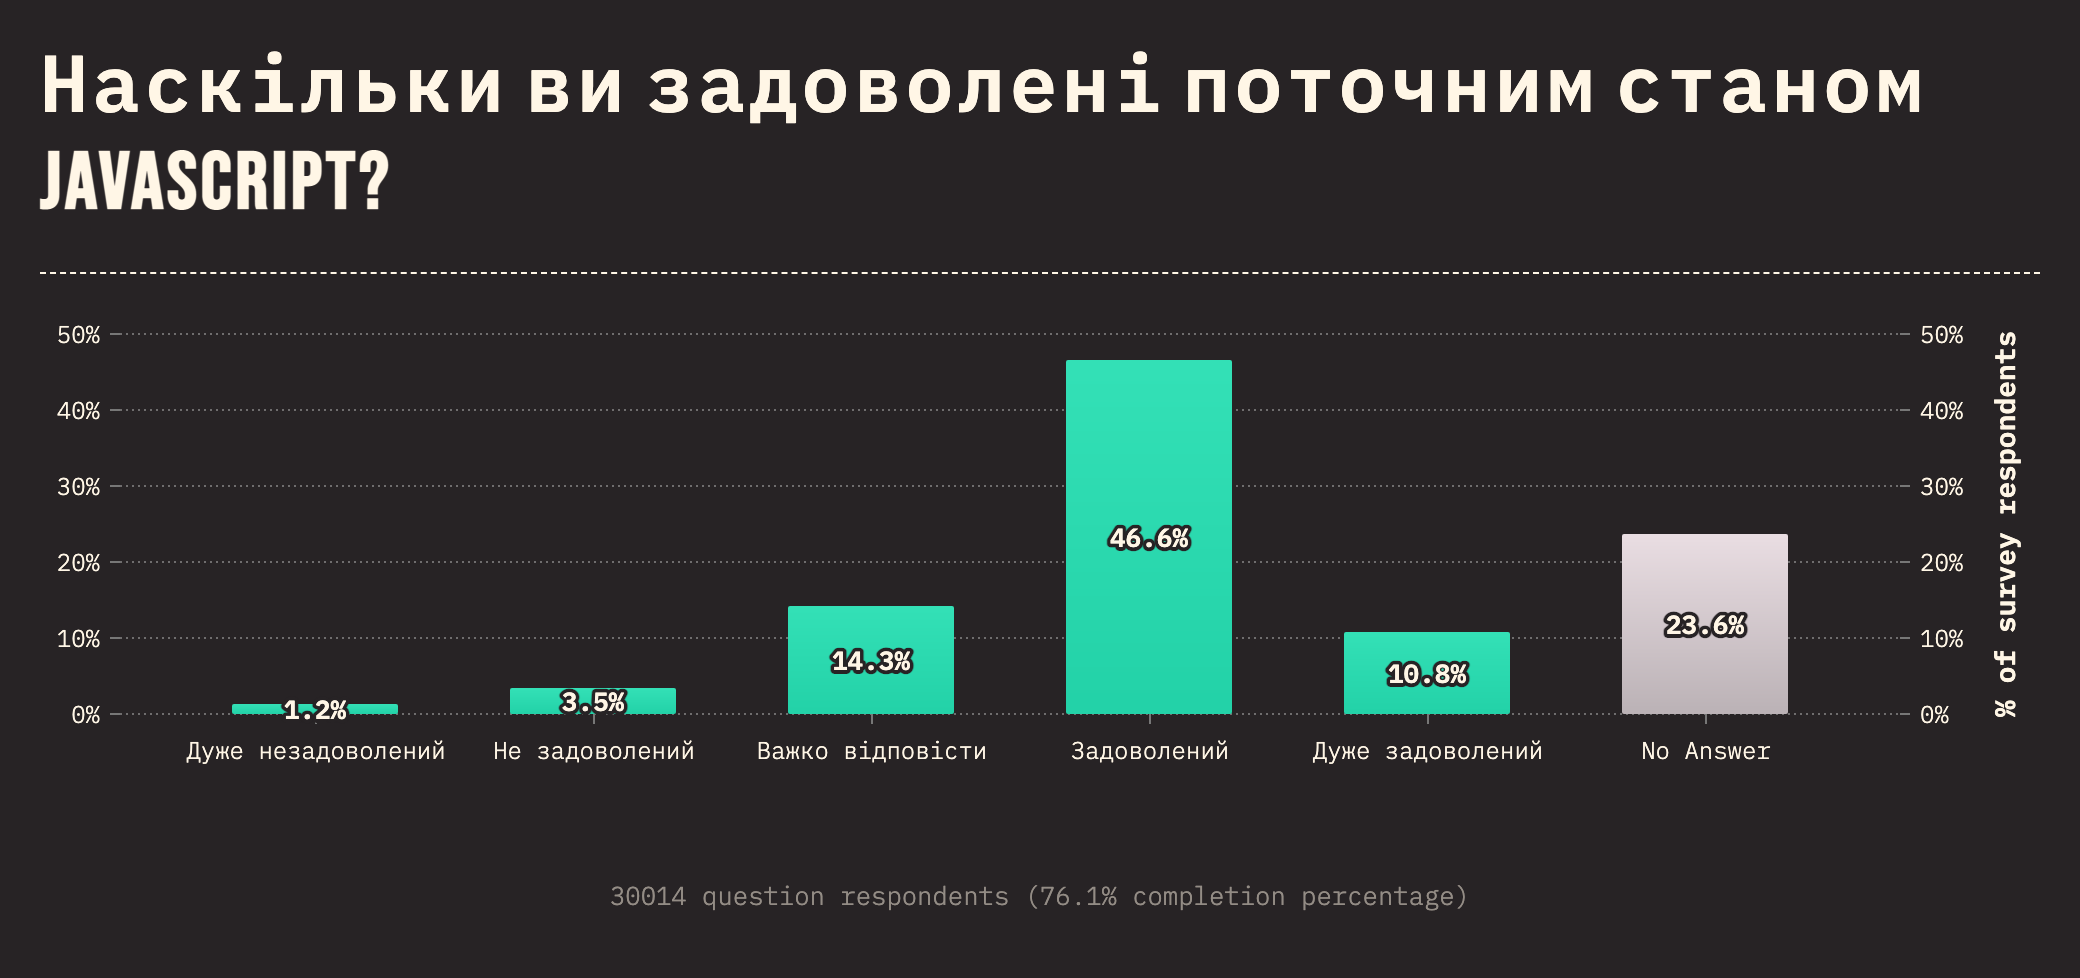 Наскільки ви задоволені поточним станом
JAVASCRIPT?
50% 50%
40% 40%
30% 30%
20% 20%
10% 10%
0% 0%
% of survey respondents
1.2% 3.5% 14.3% 46.6% 10.8% 23.6%
Дуже незадоволений Не задоволений Важко відповісти Задоволений Дуже задоволений No Answer
30014 question respondents (76.1% completion percentage)